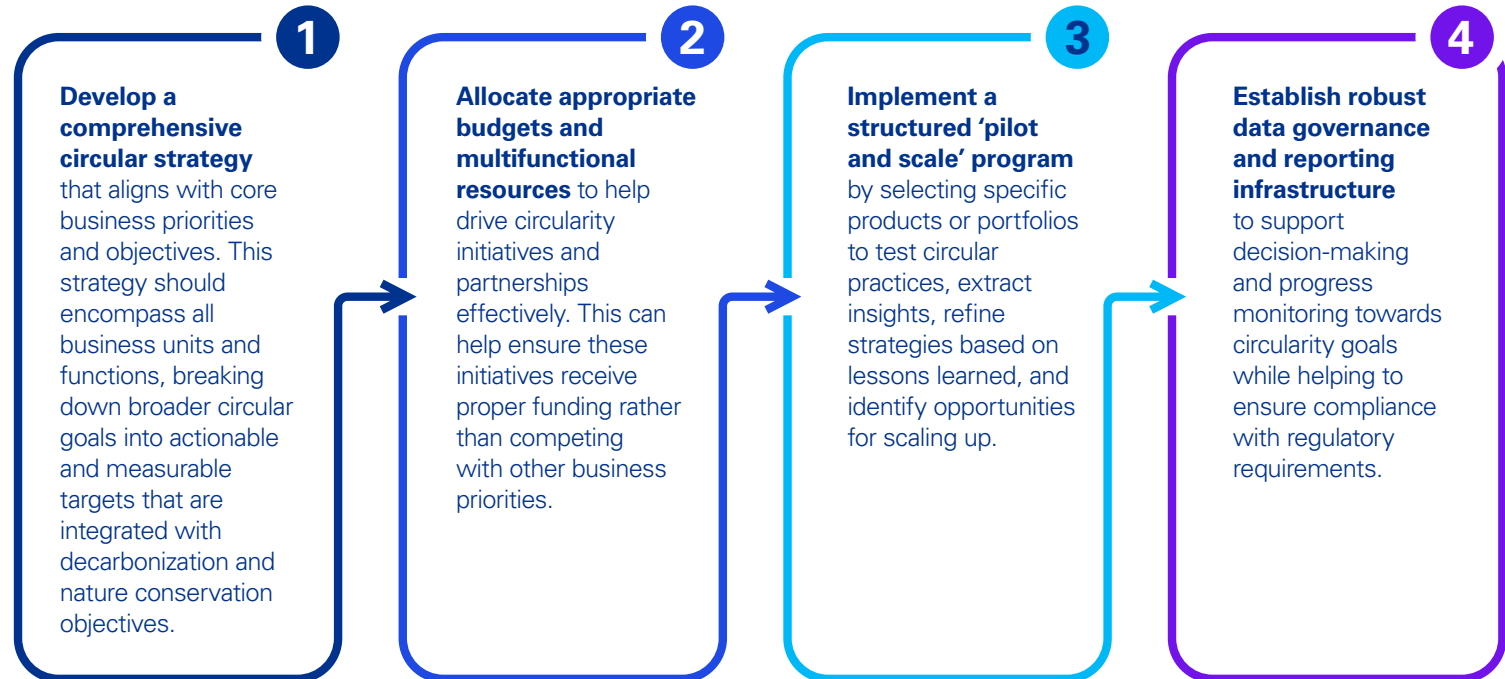 1
Develop a
comprehensive
circular strategy
that aligns with core
business priorities
and objectives. This
strategy should
encompass all
business units and
functions, breaking
down broader circular
goals into actionable
and measurable
targets that are
integrated with
decarbonization and
nature conservation
objectives.
2
Allocate appropriate
budgets and
multifunctional
resources to help
drive circularity
initiatives and
partnerships
effectively. This can
help ensure these
initiatives receive
proper funding rather
than competing
with other business
priorities.
3
Implement a
structured ‘pilot
and scale’ program
by selecting specific
products or portfolios
to test circular
practices, extract
insights, refine
strategies based on
lessons learned, and
identify opportunities
for scaling up.
4
Establish robust
data governance
and reporting
infrastructure
to support
decision-making
and progress
monitoring towards
circularity goals
while helping to
ensure compliance
with regulatory
requirements.